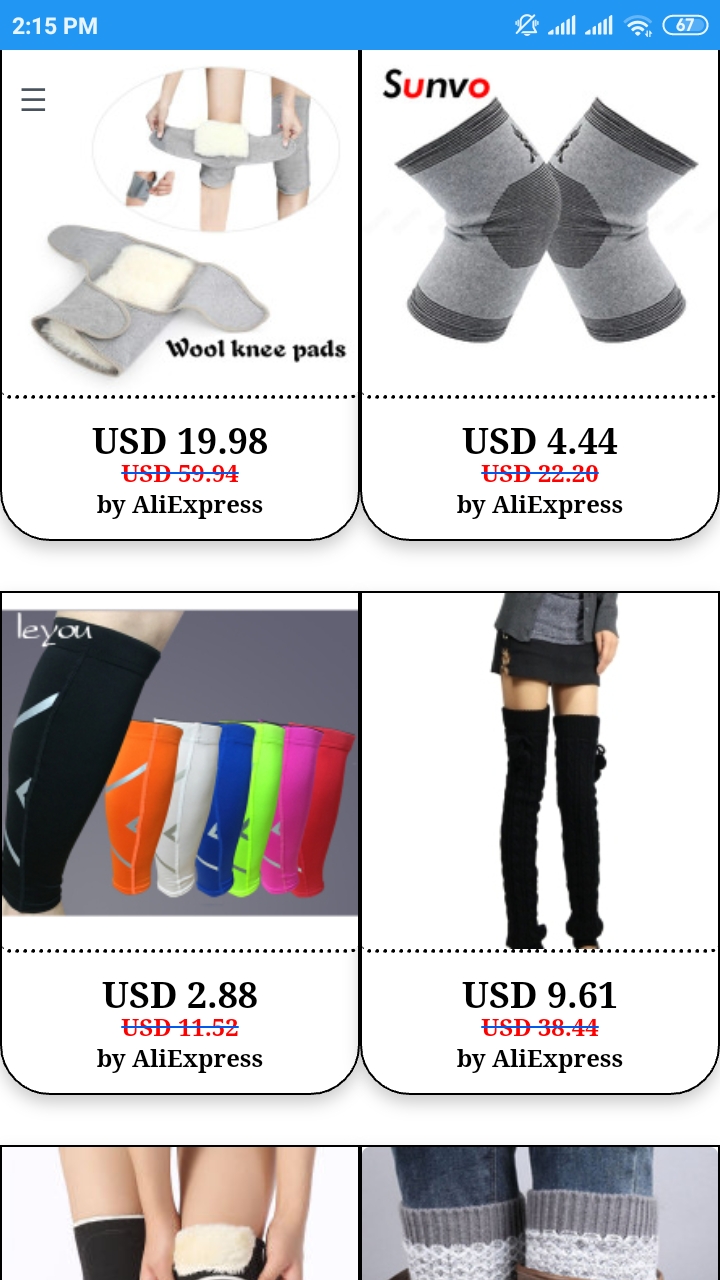 2:15 PM
67
Sunvo
Wool knee pads
USD 19.98
USD 59.94
by AliExpress
USD 4.44
USD 22.20
by AliExpress
leyou
USD 2.88
USD 11.52
by AliExpress
USD 9.61
USD 38.44
by AliExpress